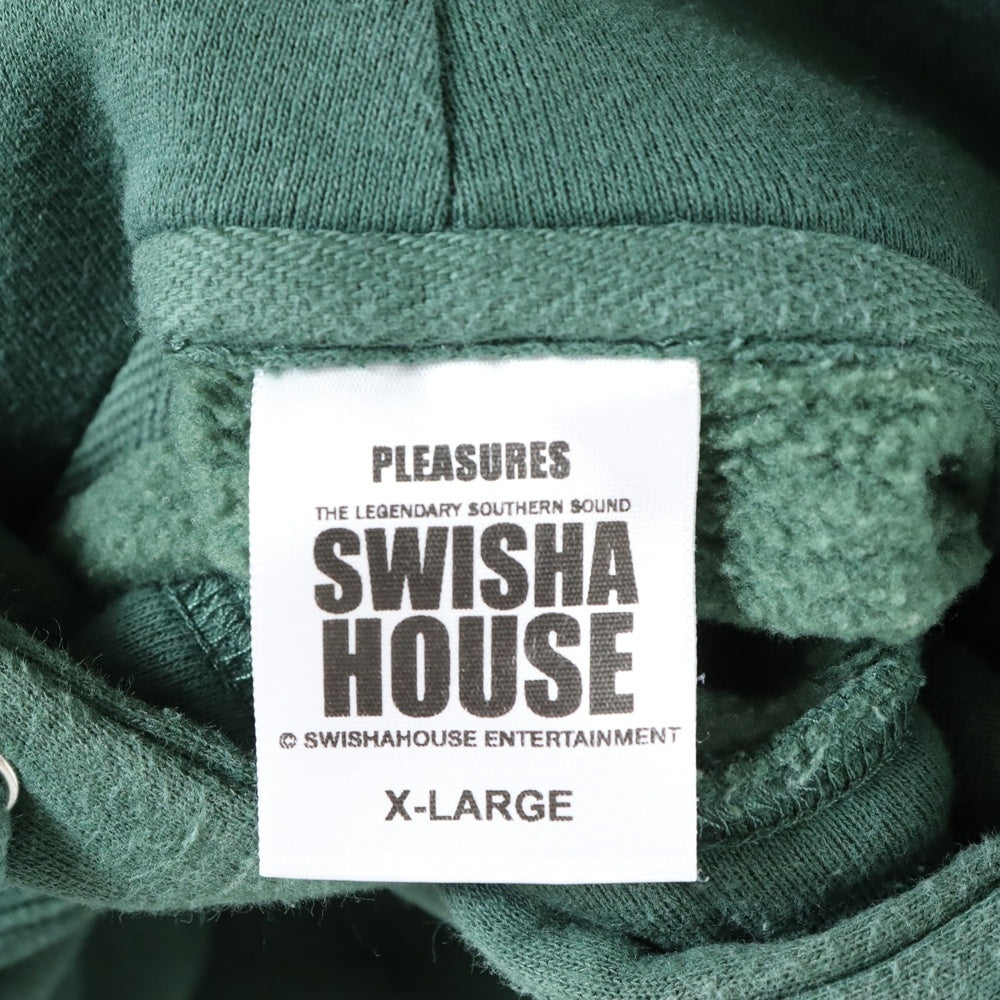 PLEASURES
THE LEGENDARY SOUTHERN SOUND
SWISHA
HOUSE
© SWISHAHOUSE ENTERTAINMENT
X-LARGE